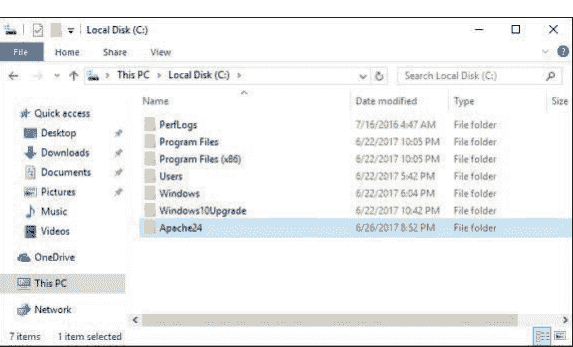 Local Disk (C:)
File Home Share View
This PC > Local Disk (C:) > Search Local Disk (C:)
Name Date modified Type Size
Quick access
Desktop
Downloads
Documents
Pictures
Music
Videos
OneDrive
This PC
Network
PerfLogs 7/16/2016 4:47 AM File folder
Program Files 6/22/2017 10:05 PM File folder
Program Files (x86) 6/22/2017 10:05 PM File folder
Users 6/22/2017 5:42 PM File folder
Windows 6/22/2017 6:04 PM File folder
Windows10Upgrade 6/22/2017 10:42 PM File folder
Apache24 6/26/2017 8:52 PM File folder
7 items 1 item selected